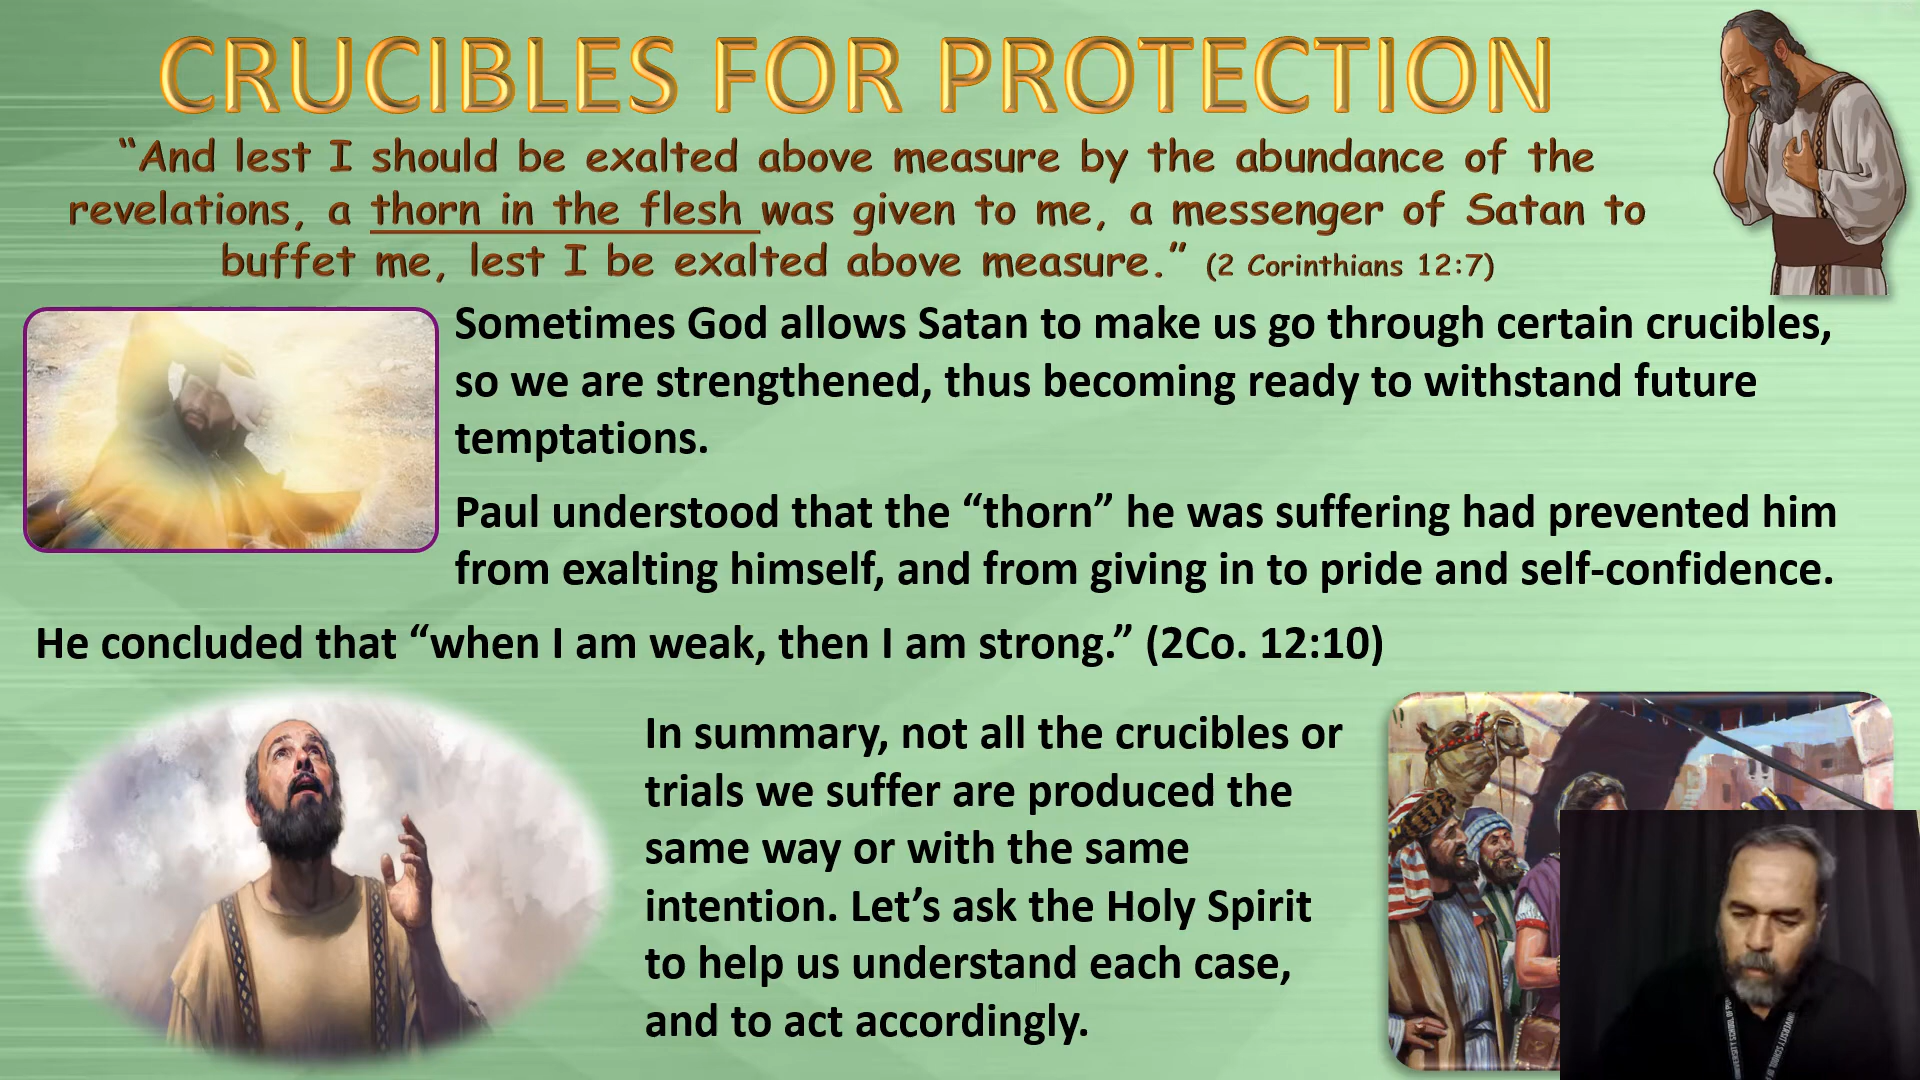 CRUCIBLES FOR PROTECTION
“And lest I should be exalted above measure by the abundance of the
revelations, a thorn in the flesh was given to me, a messenger of Satan to
buffet me, lest I be exalted above measure.” (2 Corinthians 12:7)
Sometimes God allows Satan to make us go through certain crucibles,
so we are strengthened, thus becoming ready to withstand future
temptations.
Paul understood that the “thorn” he was suffering had prevented him
from exalting himself, and from giving in to pride and self-confidence.
He concluded that “when I am weak, then I am strong.” (2Co. 12:10)
In summary, not all the crucibles or
trials we suffer are produced the
same way or with the same
intention. Let’s ask the Holy Spirit
to help us understand each case,
and to act accordingly.